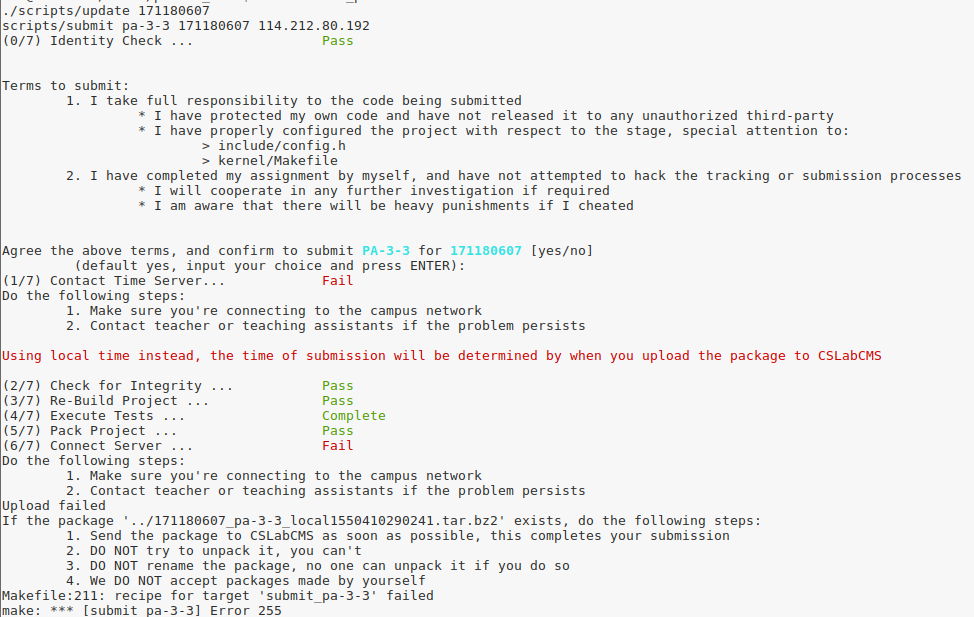 ./scripts/update 171180607
scripts/submit pa-3-3 171180607 114.212.80.192
(0/7) Identity Check ... Pass
Terms to submit:
1. I take full responsibility to the code being submitted
* I have protected my own code and have not released it to any unauthorized third-party
* I have properly configured the project with respect to the stage, special attention to:
> include/config.h
> kernel/Makefile
2. I have completed my assignment by myself, and have not attempted to hack the tracking or submission processes
* I will cooperate in any further investigation if required
* I am aware that there will be heavy punishments if I cheated
Agree the above terms, and confirm to submit PA-3-3 for 171180607 [yes/no]
(default yes, input your choice and press ENTER):
(1/7) Contact Time Server... Fail
Do the following steps:
1. Make sure you're connecting to the campus network
2. Contact teacher or teaching assistants if the problem persists
Using local time instead, the time of submission will be determined by when you upload the package to CSLabCMS
(2/7) Check for Integrity ... Pass
(3/7) Re-Build Project ... Pass
(4/7) Execute Tests ... Complete
(5/7) Pack Project ... Pass
(6/7) Connect Server ... Fail
Do the following steps:
1. Make sure you're connecting to the campus network
2. Contact teacher or teaching assistants if the problem persists
Upload failed
If the package '../171180607_pa-3-3_local1550410290241.tar.bz2' exists, do the following steps:
1. Send the package to CSLabCMS as soon as possible, this completes your submission
2. DO NOT try to unpack it, you can't
3. DO NOT rename the package, no one can unpack it if you do so
4. We DO NOT accept packages made by yourself
Makefile:211: recipe for target 'submit_pa-3-3' failed
make: *** [submit_pa-3-3] Error 255